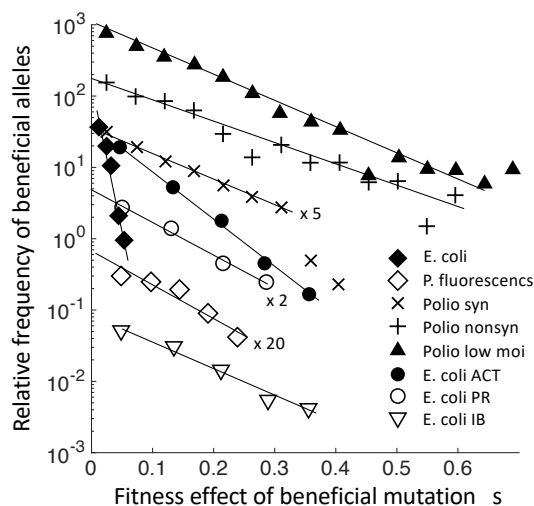 10³
10²
10¹
10⁰
10⁻¹
10⁻²
10⁻³
Relative frequency of beneficial alleles
x 5
x 2
x 20
E. coli
P. fluorescencs
Polio syn
Polio nonsyn
Polio low moi
E. coli ACT
E. coli PR
E. coli IB
0 0.1 0.2 0.3 0.4 0.5 0.6
Fitness effect of beneficial mutation s